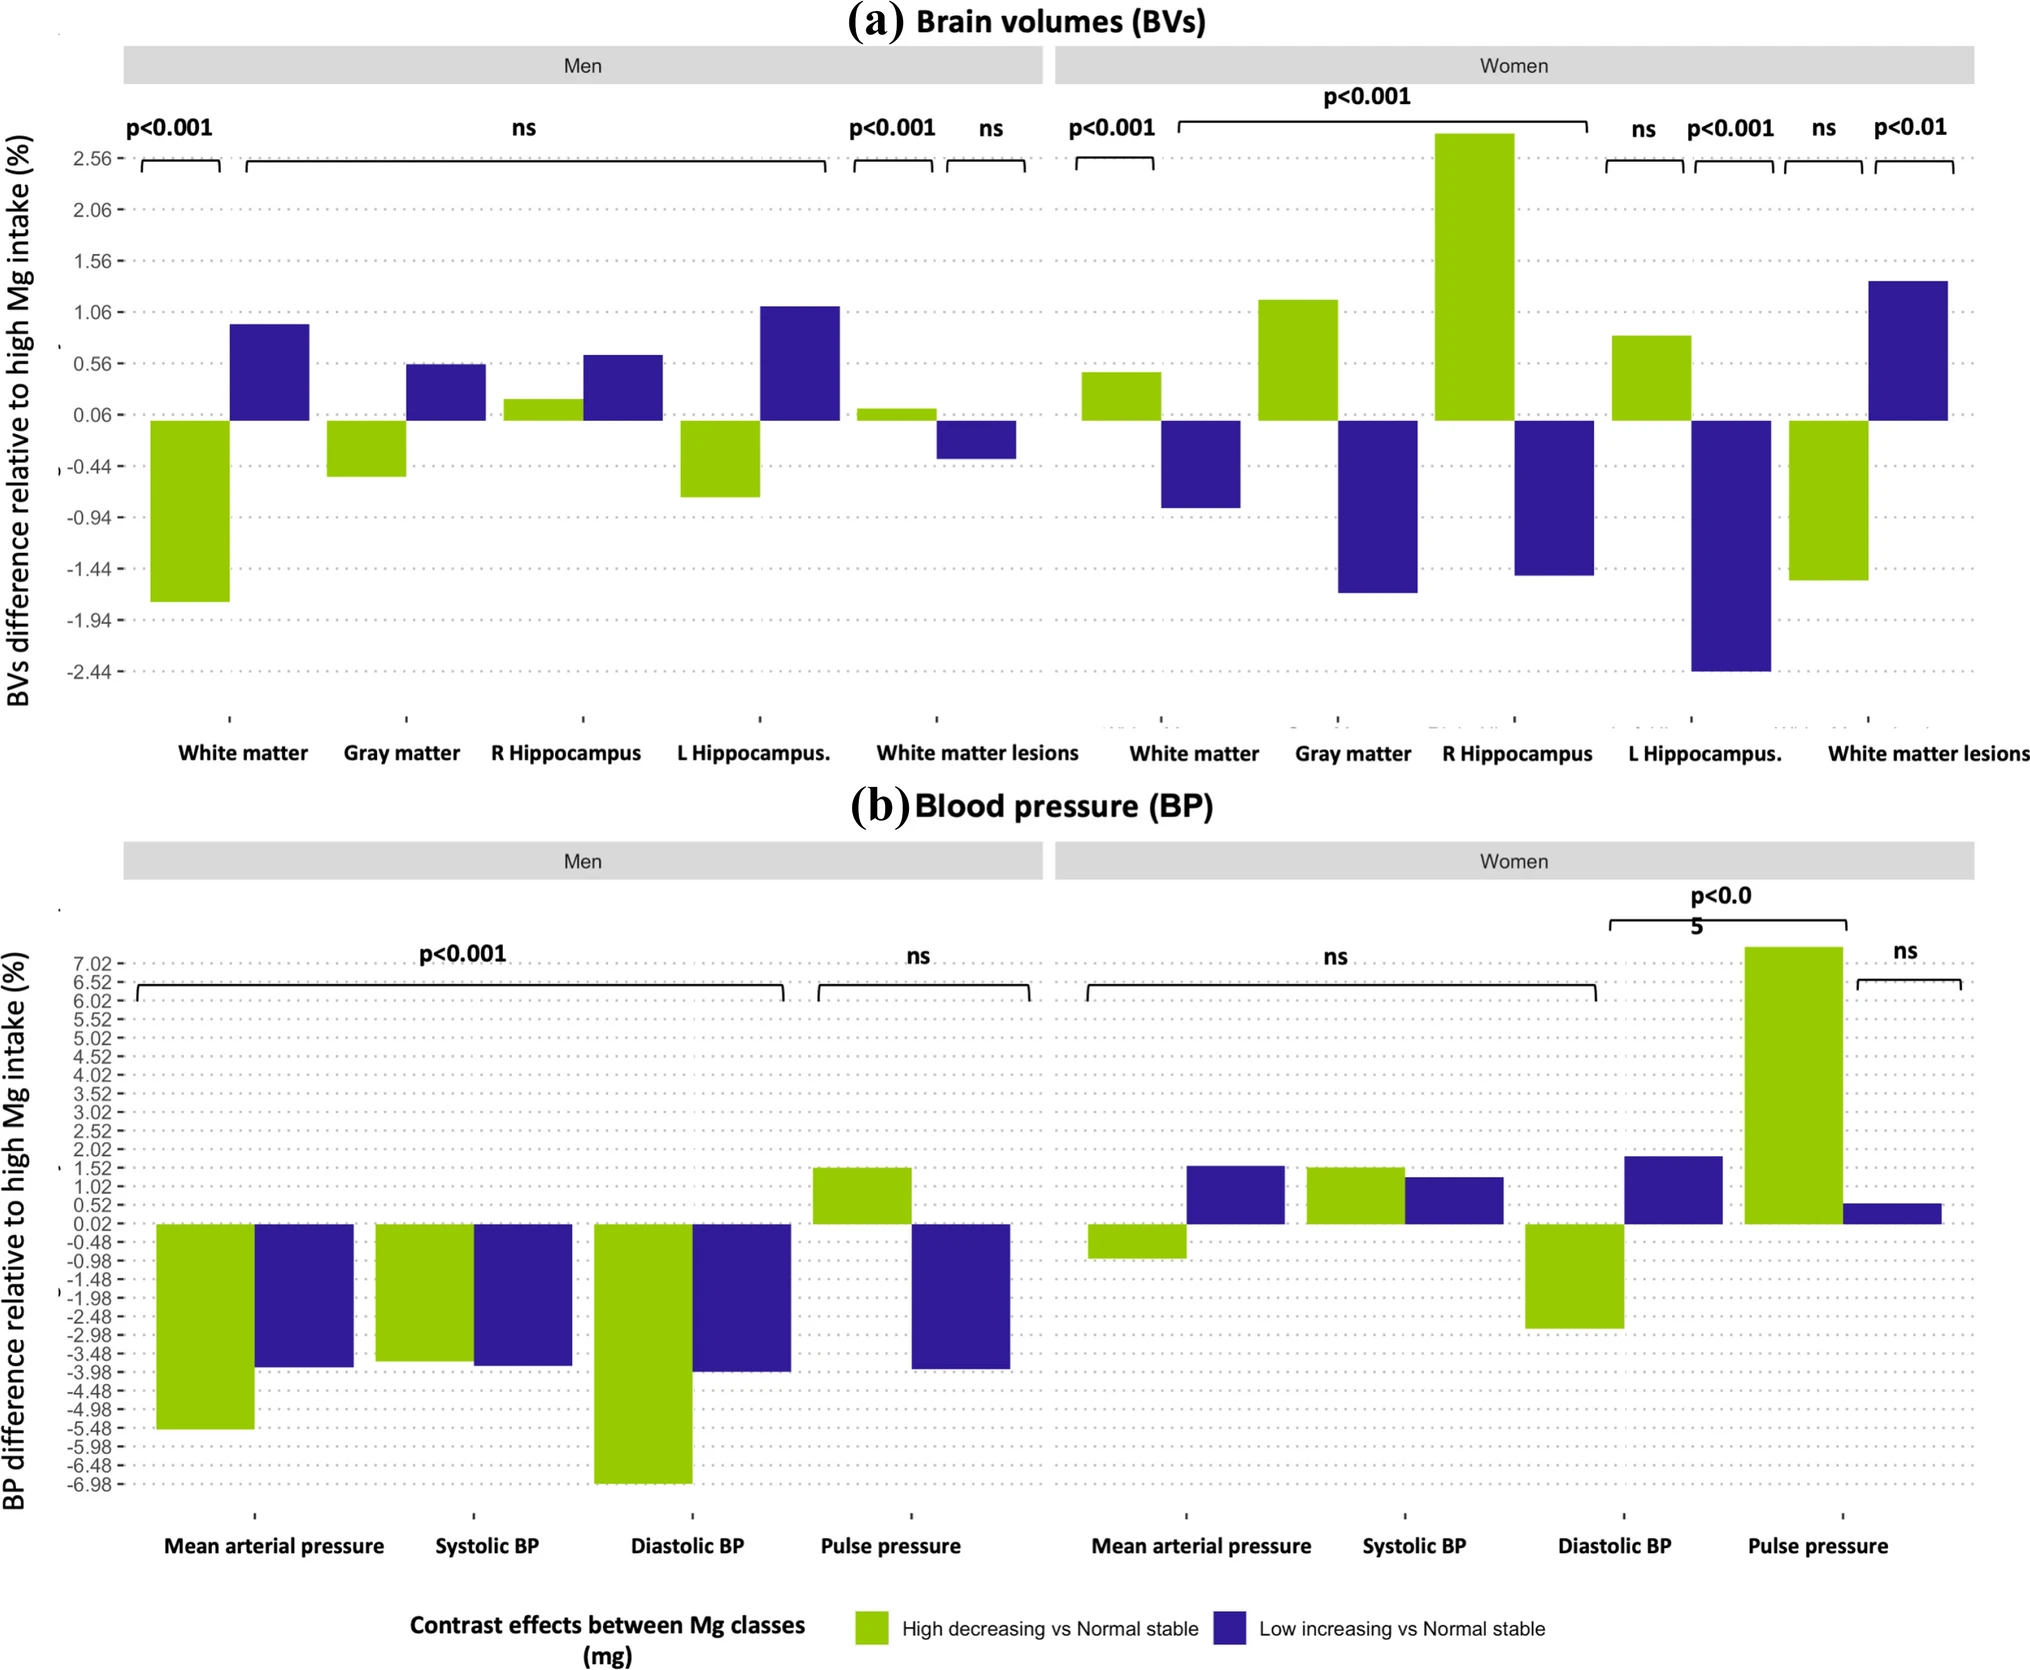 (a) Brain volumes (BVs)
Men
Women
p<0.001
p<0.001
ns
p<0.001
ns
p<0.001
ns
p<0.001
ns
p<0.01
BVs difference relative to high Mg intake (%)
2.56
2.06
1.56
1.06
0.56
0.06
-0.44
-0.94
-1.44
-1.94
-2.44
White matter
Gray matter
R Hippocampus
L Hippocampus.
White matter lesions
White matter
Gray matter
R Hippocampus
L Hippocampus.
White matter lesions
(b) Blood pressure (BP)
Men
Women
p<0.001
ns
ns
p<0.0
5
ns
BP difference relative to high Mg intake (%)
7.02
6.52
6.02
5.52
5.02
4.52
4.02
3.52
3.02
2.52
2.02
1.52
1.02
0.52
0.02
-0.48
-0.98
-1.48
-1.98
-2.48
-2.98
-3.48
-3.98
-4.48
-4.98
-5.48
-5.98
-6.48
-6.98
Mean arterial pressure
Systolic BP
Diastolic BP
Pulse pressure
Mean arterial pressure
Systolic BP
Diastolic BP
Pulse pressure
Contrast effects between Mg classes
(mg)
High decreasing vs Normal stable
Low increasing vs Normal stable